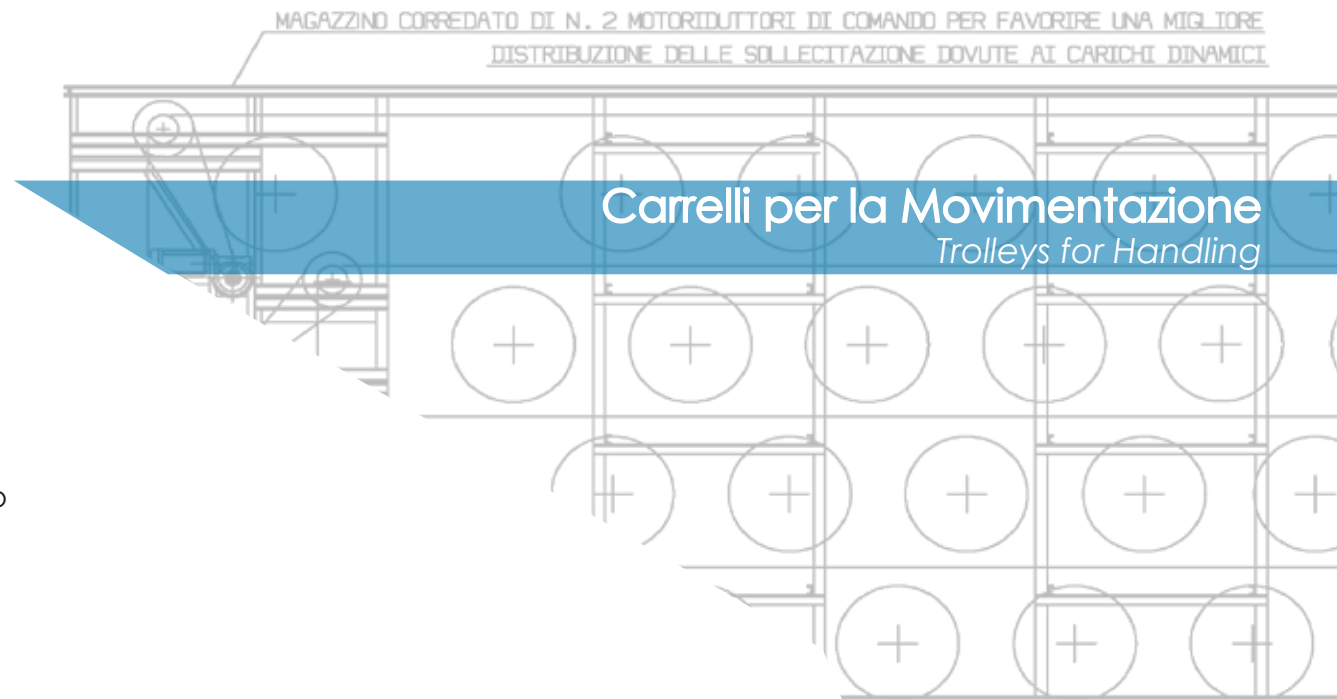 MAGAZZINO CORREDATO DI N. 2 MOTORIDUTTORI DI COMANDO PER FAVORIRE UNA MIGLIORE
DISTRIBUZIONE DELLE SOLLECITAZIONE DOVUTE AI CARICHI DINAMICI
Carrelli per la Movimentazione
Trolleys for Handling
o